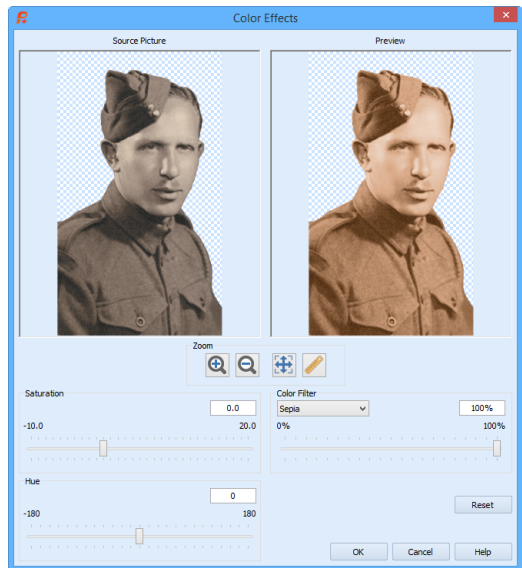 Color Effects
Source Picture
Preview
Zoom
Saturation
0.0
-10.0 20.0
Color Filter
Sepia 100%
0% 100%
Hue
0
-180 180
Reset
OK Cancel Help